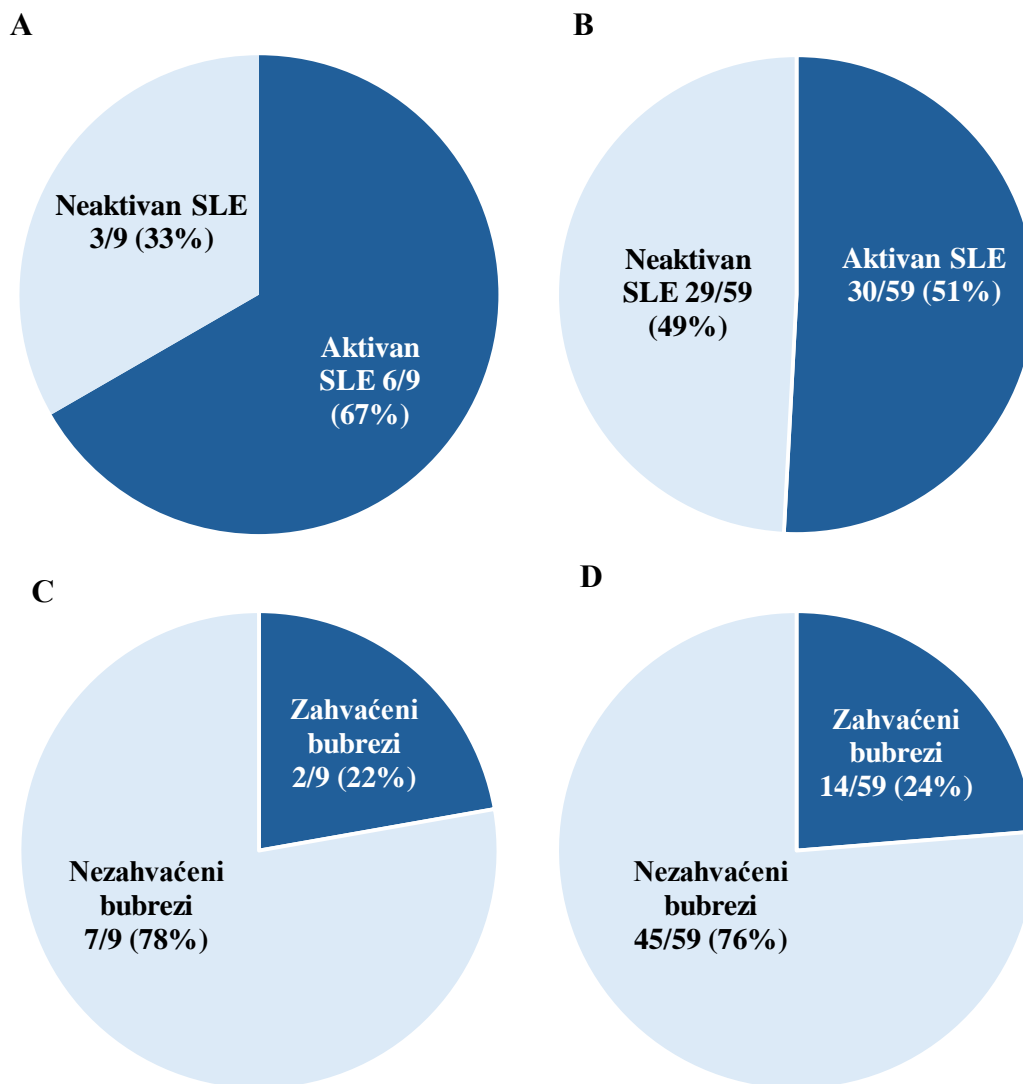 A
Neaktivan SLE
3/9 (33%)
Aktivan
SLE 6/9
(67%)
B
Neaktivan
SLE 29/59
(49%)
Aktivan SLE
30/59 (51%)
C
Zahvaćeni
bubrezi
2/9 (22%)
Nezahvaćeni
bubrezi
7/9 (78%)
D
Zahvaćeni
bubrezi
14/59 (24%)
Nezahvaćeni
bubrezi
45/59 (76%)